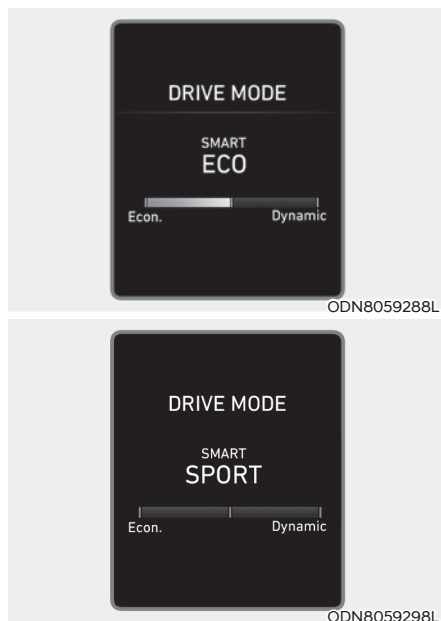 DRIVE MODE
SMART
ECO
Econ. Dynamic
ODN8059288L
DRIVE MODE
SMART
SPORT
Econ. Dynamic
ODN8059298L